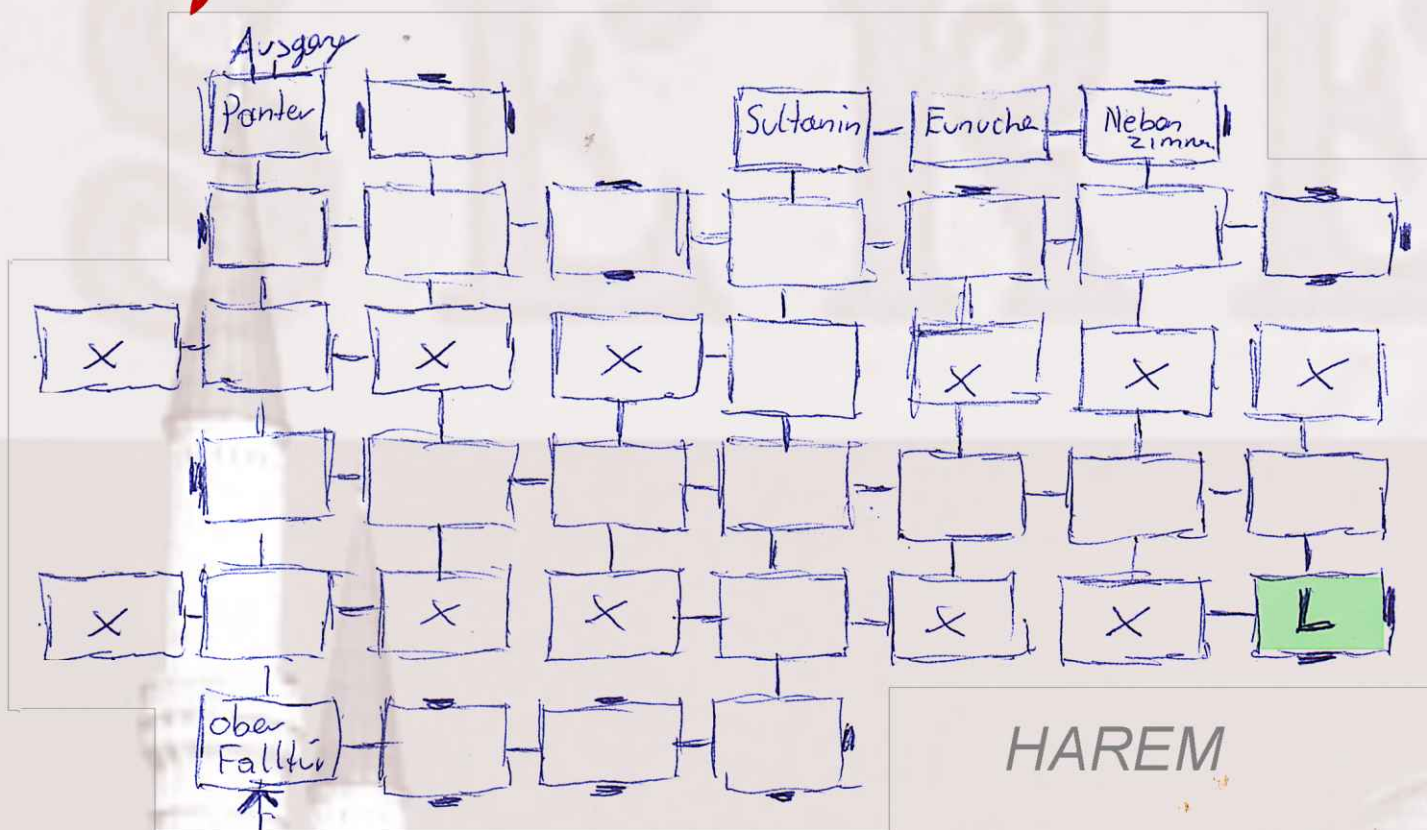 Ausgang
Panter
Sultanin
Eunuche
Neben
zimmer
X
X
X
X
X
X
X
X
X
X
X
L
ober
Falltür
HAREM